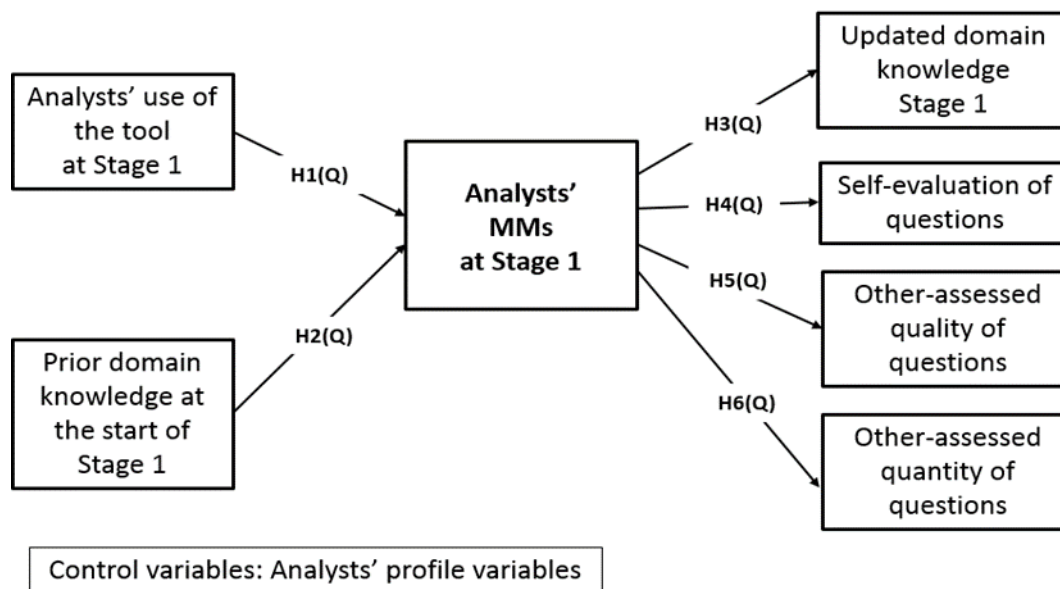 Analysts’ use of
the tool
at Stage 1
H1(Q)
Prior domain
knowledge at
the start of
Stage 1
H2(Q)
Analysts’
MMs
at Stage 1
H3(Q)
H4(Q)
H5(Q)
H6(Q)
Updated domain
knowledge
Stage 1
Self-evaluation of
questions
Other-assessed
quality of
questions
Other-assessed
quantity of
questions
Control variables: Analysts’ profile variables